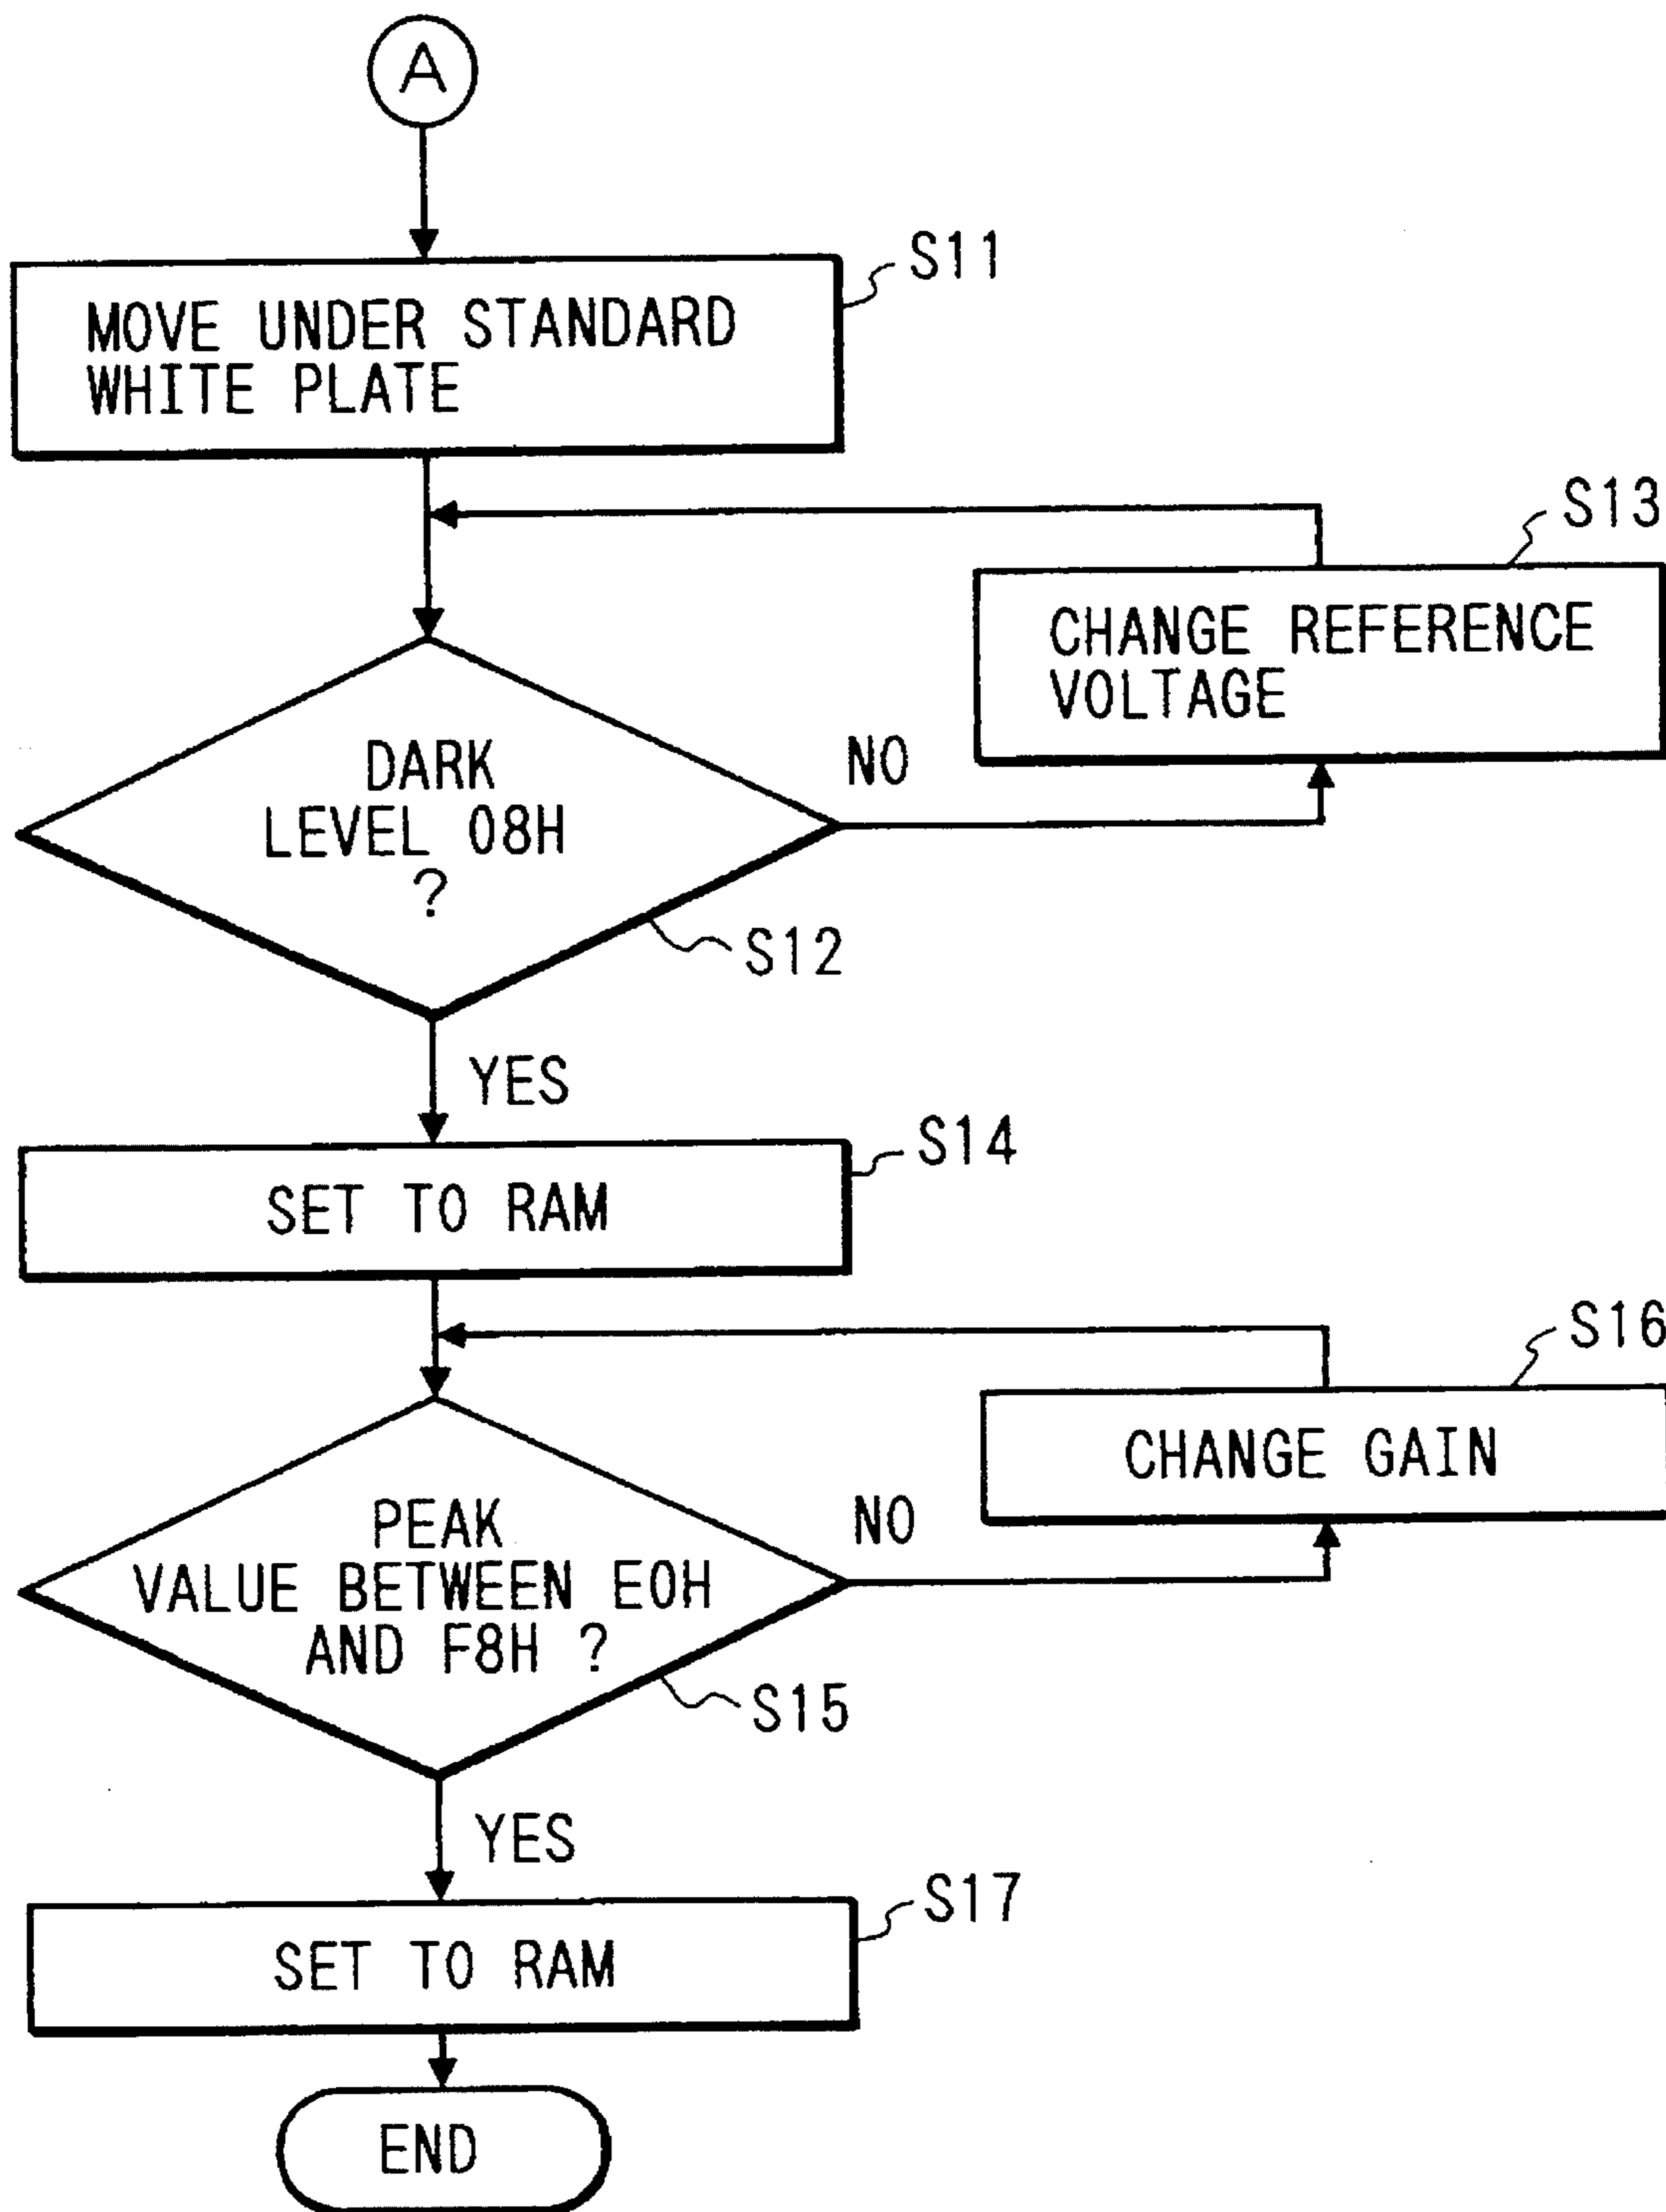 A
S11
MOVE UNDER STANDARD
WHITE PLATE
S13
CHANGE REFERENCE
VOLTAGE
DARK
LEVEL 08H
?
NO
S12
YES
S14
SET TO RAM
S16
CHANGE GAIN
PEAK
VALUE BETWEEN E0H
AND F8H ?
NO
S15
YES
S17
SET TO RAM
END